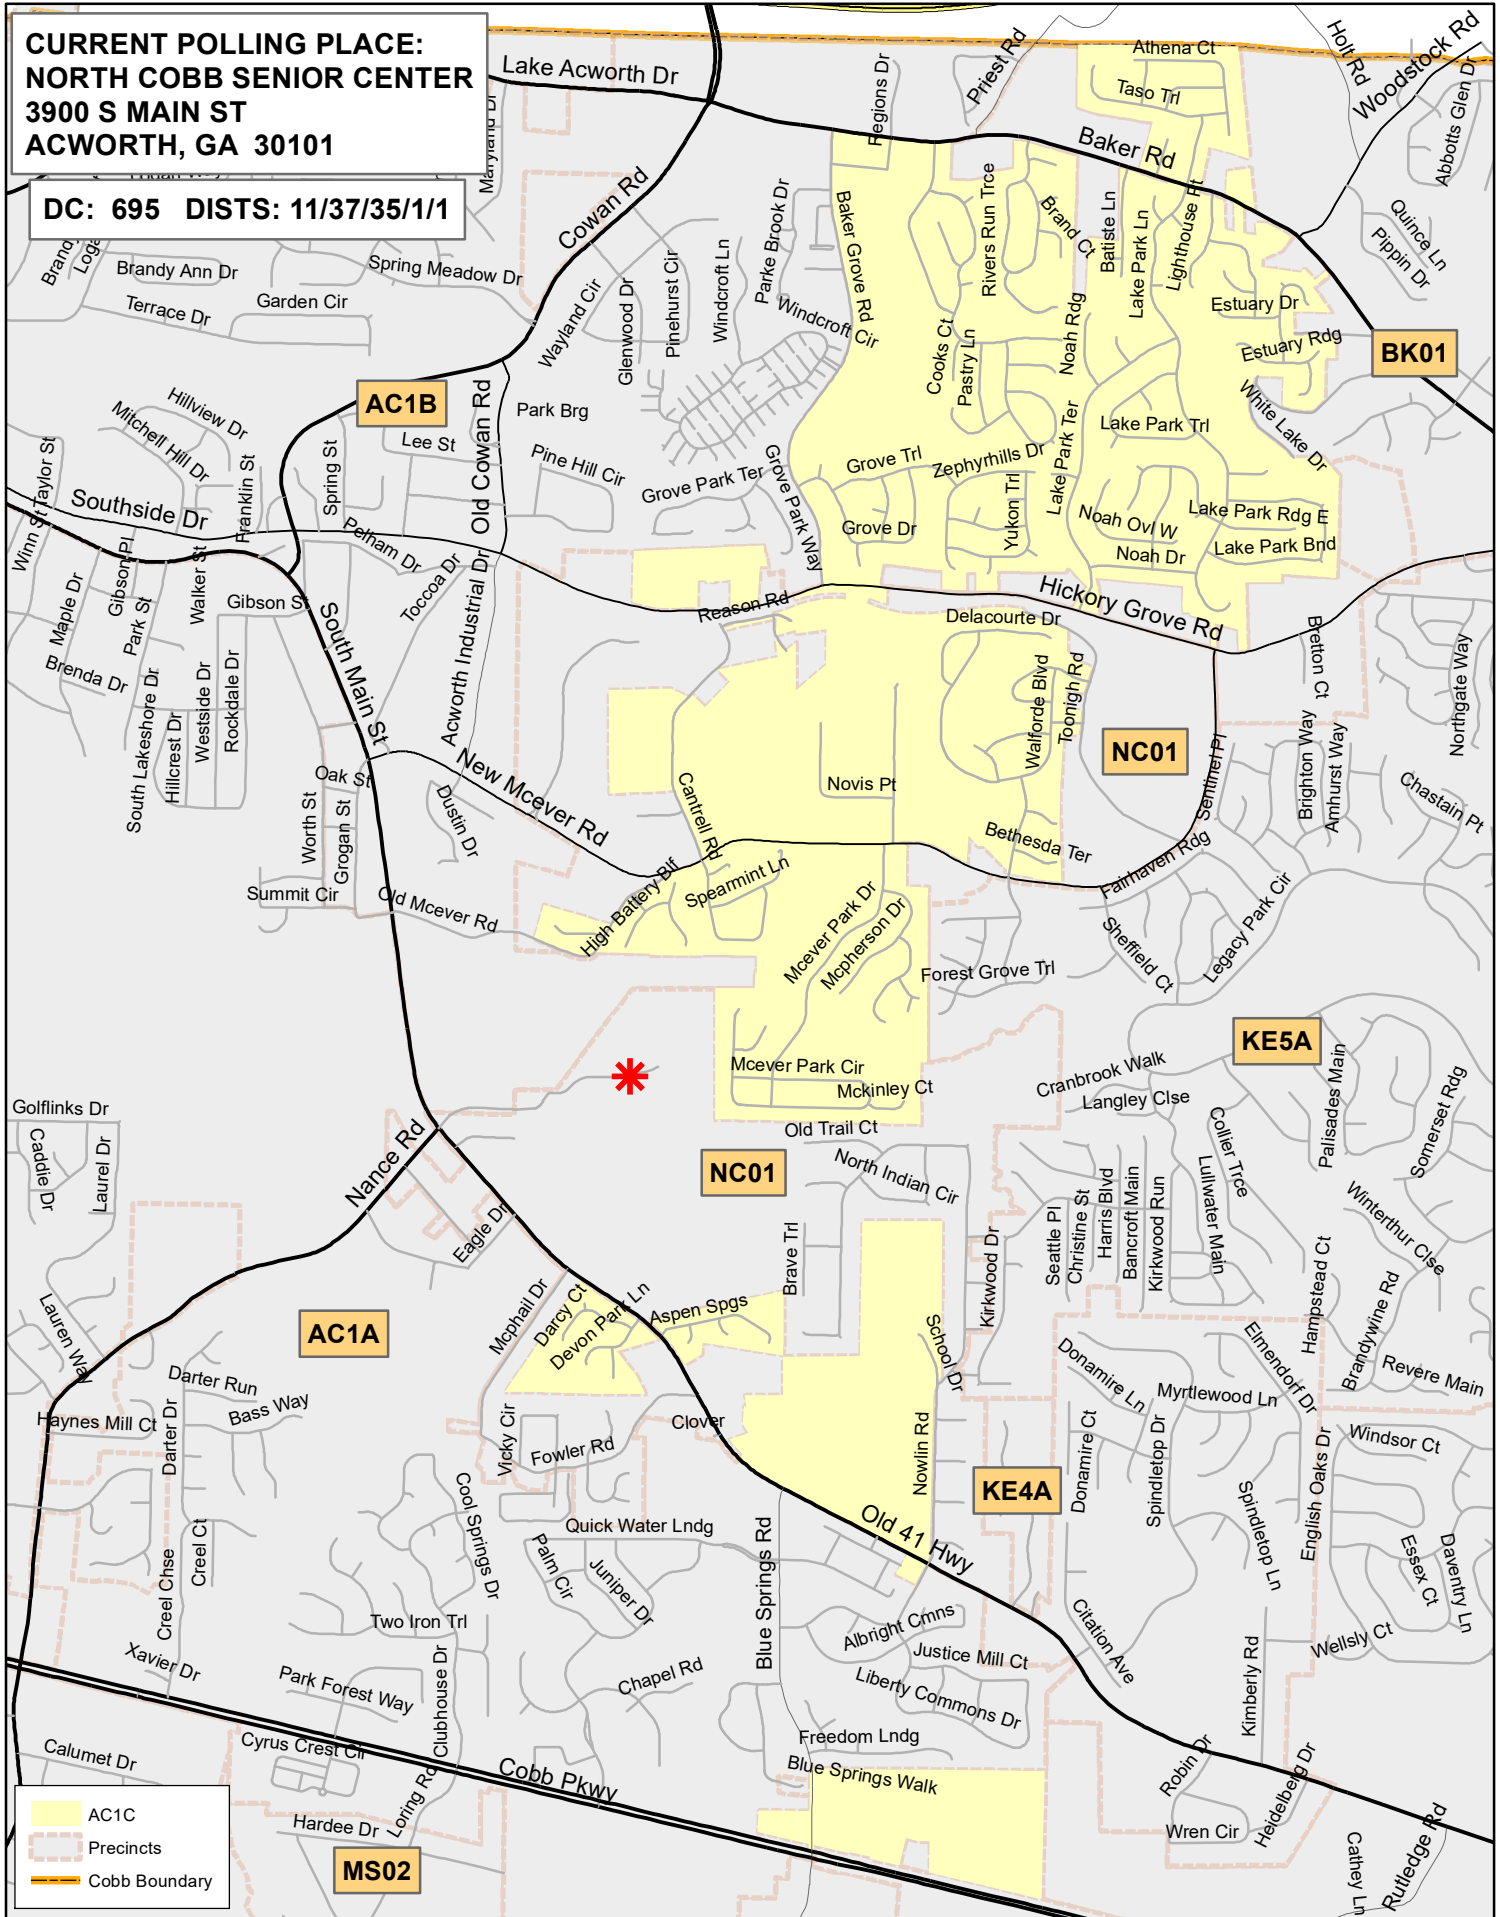 CURRENT POLLING PLACE:
NORTH COBB SENIOR CENTER
3900 S MAIN ST
ACWORTH, GA 30101
DC: 695 DISTS: 11/37/35/1/1
Lake Acworth Dr
Regions Dr
Priest Rd
Athena Ct
Taso Trl
Holt Rd
Woodstock Rd
Abbotts Glen Dr
Baker Rd
Maryland Dr
Cowan Rd
Parke Brook Dr
Baker Grove Rd
Rivers Run Trce
Brand Ct
Batiste Ln
Lake Park Ln
Lighthouse Pt
Quince Ln
Pippin Dr
Brandy Ann Dr
Spring Meadow Dr
Terrace Dr
Garden Cir
Wayland Cir
Glenwood Dr
Pinehurst Cir
Windcroft Ln
Windcroft Cir
Cooks Ct
Pastry Ln
Noah Rdg
Estuary Dr
Estuary Rdg
BK01
AC1B
Hillview Dr
Mitchell Hill Dr
Lee St
Old Cowan Rd
Park Brg
Pine Hill Cir
Grove Park Ter
Grove Park Way
Grove Trl
Zephyrhills Dr
Lake Park Ter
Lake Park Trl
White Lake Dr
Taylor St
Winn St
Southside Dr
Franklin St
Spring St
Pelham Dr
Toccoa Dr
Grove Dr
Yukon Trl
Noah Ovl W
Noah Dr
Lake Park Rdg E
Lake Park Bnd
Maple Dr
Gibson Pl
Park St
Walker St
Gibson St
Brenda Dr
South Main St
Acworth Industrial Dr
Reason Rd
Hickory Grove Rd
Delacourte Dr
Bretton Ct
Northgate Way
South Lakeshore Dr
Hillcrest Dr
Westside Dr
Rockdale Dr
Walforde Blvd
Toonigh Rd
NC01
Sentinel Pl
Brighton Way
Amhurst Way
Chastain Pt
Oak St
Worth St
Grogan St
New Mcever Rd
Dustin Dr
Cantrell Rd
Novis Pt
Bethesda Ter
Fairhaven Rdg
Summit Cir
Old Mcever Rd
High Battery Blf
Spearmint Ln
Mcever Park Dr
Mcpherson Dr
Forest Grove Trl
Sheffield Ct
Legacy Park Cir
KE5A
Mcever Park Cir
Mckinley Ct
Cranbrook Walk
Langley Clse
Palisades Main
Somerset Rdg
Golflinks Dr
Caddie Dr
Laurel Dr
Nance Rd
Old Trail Ct
NC01
North Indian Cir
Collier Trce
Lullwater Main
Winterthur Clse
Eagle Dr
Brave Trl
Kirkwood Dr
Seattle Pl
Christine St
Harris Blvd
Bancroft Main
Kirkwood Run
Hampstead Ct
Brandywine Rd
Lauren Way
AC1A
Mcphail Dr
Darcy Ct
Devon Park Ln
Aspen Spgs
School Dr
Donamire Ln
Myrtlewood Ln
Elmendorf Dr
Revere Main
Darter Run
Bass Way
Haynes Mill Ct
Darter Dr
Vicky Cir
Fowler Rd
Clover
Nowlin Rd
KE4A
Donamire Ct
Spindletop Dr
Spindletop Ln
English Oaks Dr
Windsor Ct
Essex Ct
Daventry Ln
Creel Chse
Creel Ct
Cool Springs Dr
Quick Water Lndg
Palm Cir
Juniper Dr
Blue Springs Rd
Old 41 Hwy
Two Iron Trl
Albright Cmns
Justice Mill Ct
Citation Ave
Wellsly Ct
Xavier Dr
Park Forest Way
Clubhouse Dr
Chapel Rd
Liberty Commons Dr
Kimberly Rd
Calumet Dr
Cyrus Crest Cir
Cobb Pkwy
Freedom Lndg
Blue Springs Walk
Robin Dr
Heidelberg Dr
Loring Rd
Hardee Dr
MS02
Wren Cir
Cathey Ln
Rutledge Rd
AC1C
Precincts
Cobb Boundary